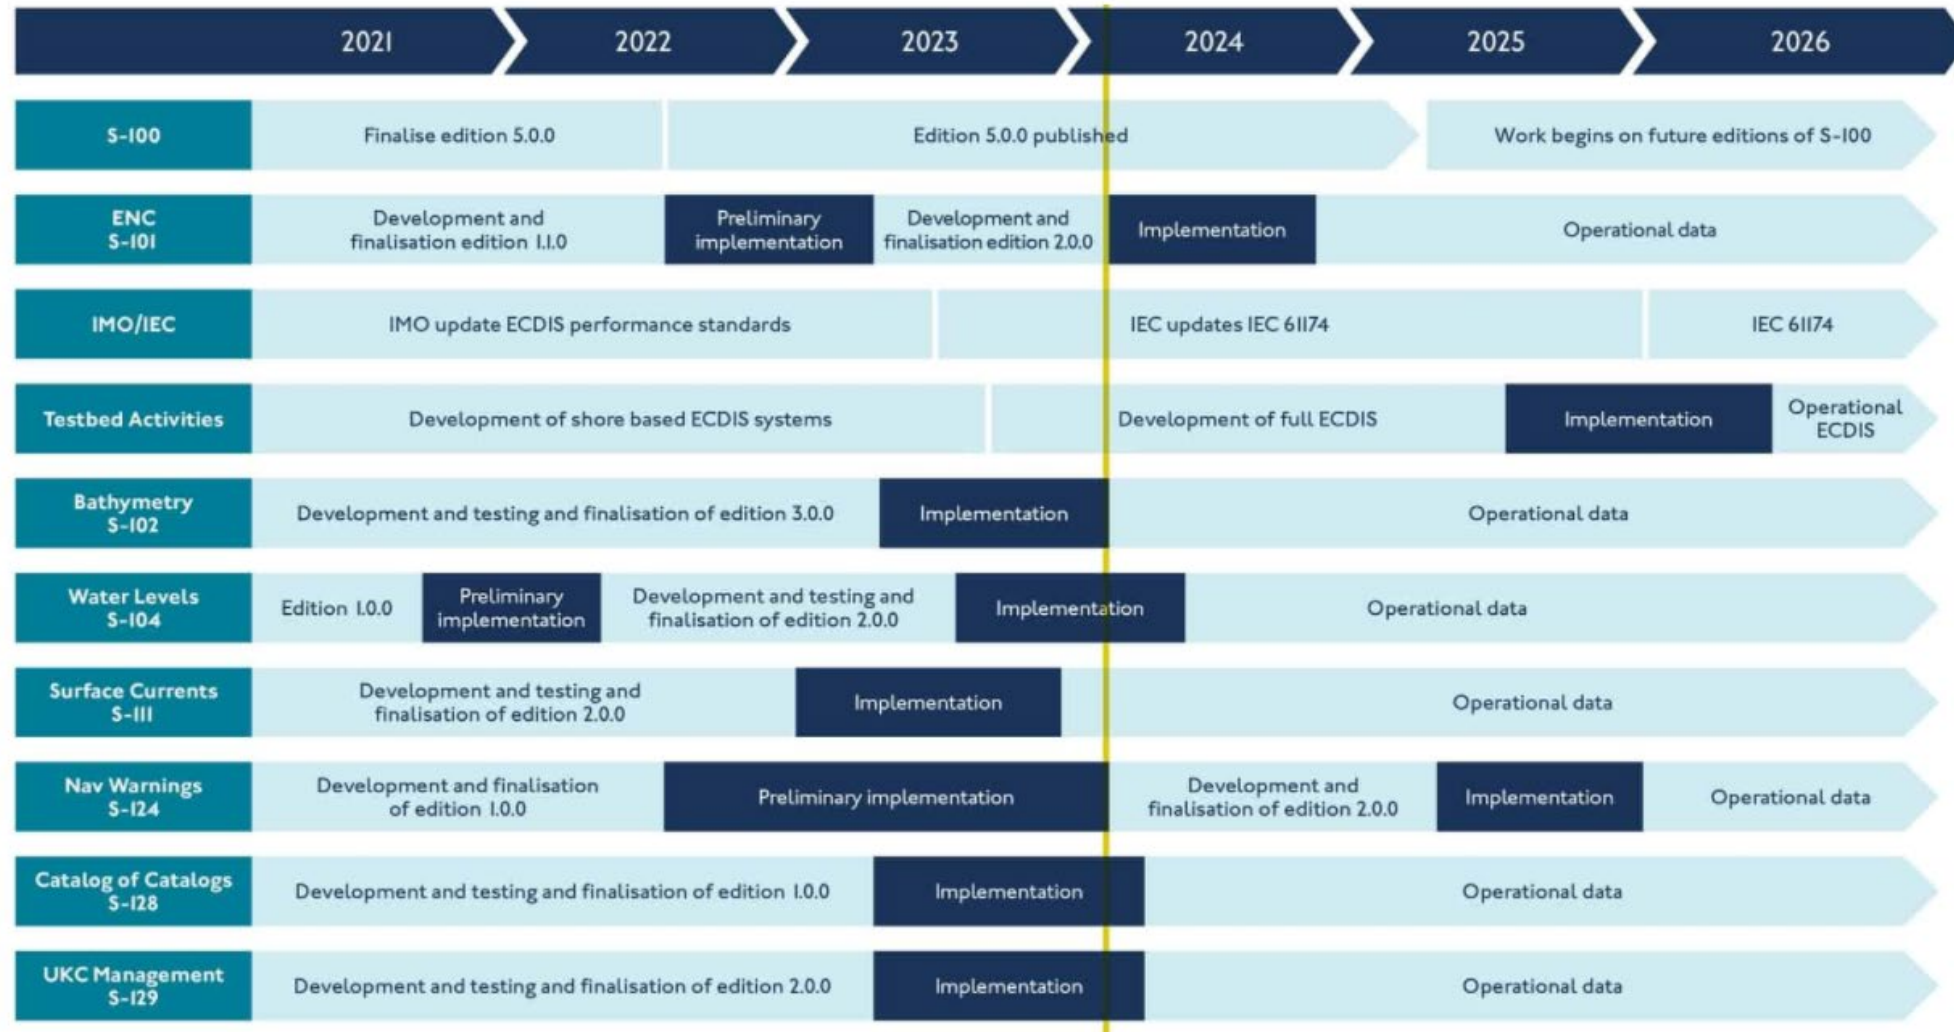 2021 2022 2023 2024 2025 2026
S-100 Finalise edition 5.0.0 Edition 5.0.0 published Work begins on future editions of S-100
ENC
S-101
Development and
finalisation edition 1.1.0
Preliminary
implementation
Development and
finalisation edition 2.0.0
Implementation
Operational data
IMO/IEC IMO update ECDIS performance standards IEC updates IEC 61174 IEC 61174
Testbed Activities
Development of shore based ECDIS systems
Development of full ECDIS
Implementation
Operational
ECDIS
Bathymetry
S-102
Development and testing and finalisation of edition 3.0.0
Implementation
Operational data
Water Levels
S-104
Edition 1.0.0
Preliminary
implementation
Development and testing and
finalisation of edition 2.0.0
Implementation
Operational data
Surface Currents
S-111
Development and testing and
finalisation of edition 2.0.0
Implementation
Operational data
Nav Warnings
S-124
Development and finalisation
of edition 1.0.0
Preliminary implementation
Development and
finalisation of edition 2.0.0
Implementation
Operational data
Catalog of Catalogs
S-128
Development and testing and finalisation of edition 1.0.0
Implementation
Operational data
UKC Management
S-129
Development and testing and finalisation of edition 2.0.0
Implementation
Operational data